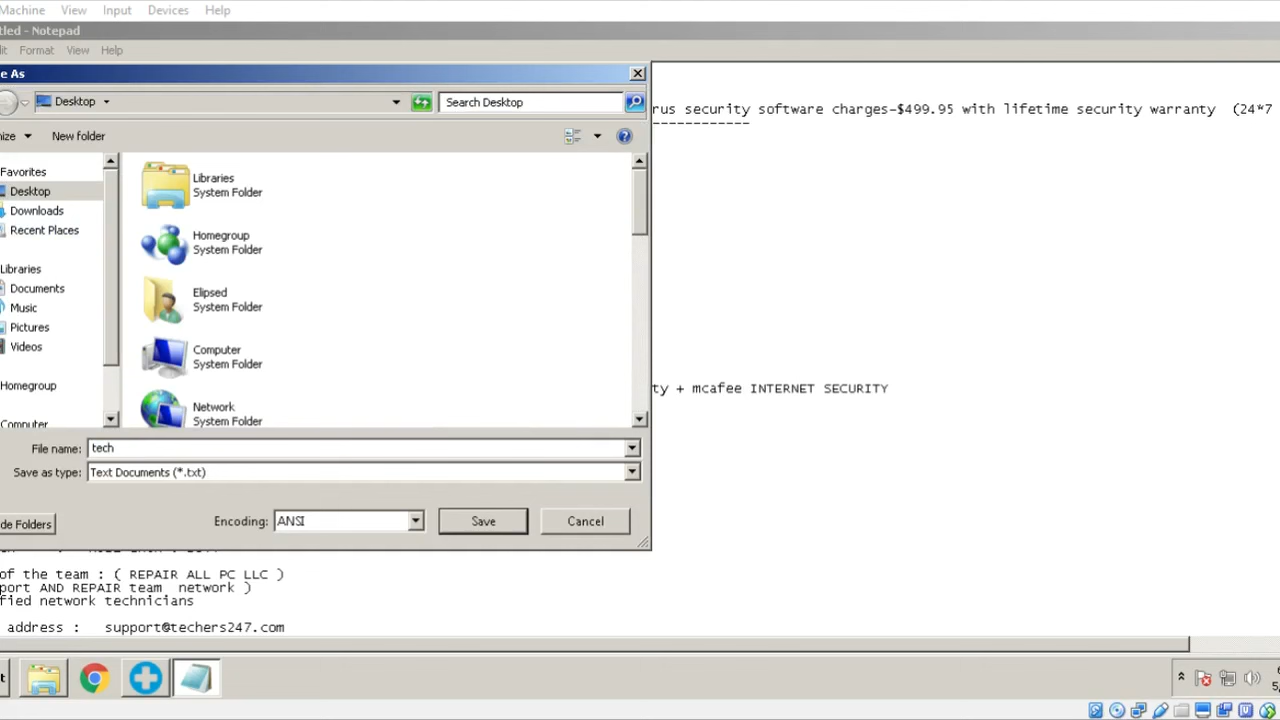 Machine View Input Devices Help
tled - Notepad
it Format View Help
e As
Desktop
Search Desktop
rus security software charges-$499.95 with lifetime security warranty (24*7
------------
ize New folder
Favorites
Desktop
Downloads
Recent Places
Libraries
Documents
Music
Pictures
Videos
Homegroup
Computer
Libraries
System Folder
Homegroup
System Folder
Elipsed
System Folder
Computer
System Folder
Network
System Folder
ty + mcafee INTERNET SECURITY
File name: tech
Save as type: Text Documents (*.txt)
de Folders
Encoding: ANSI
Save
Cancel
of the team : ( REPAIR ALL PC LLC )
port AND REPAIR team network )
fied network technicians
address : support@techers247.com
t